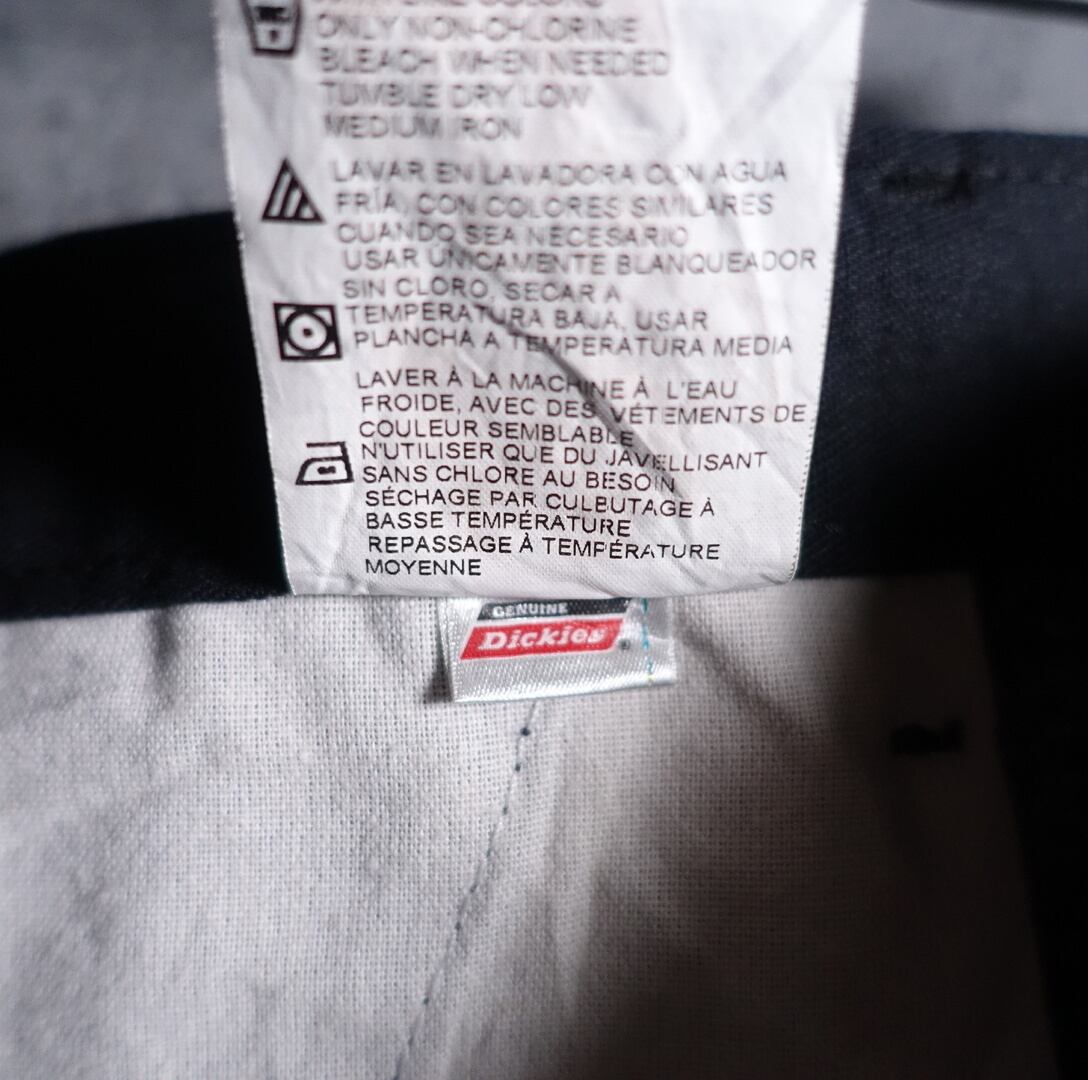 LIKE COLORS
ONLY NON-CHLORINE
BLEACH WHEN NEEDED
TUMBLE DRY LOW
MEDIUM IRON
LAVAR EN LAVADORA CON AGUA
FRÍA, CON COLORES SIMILARES
CUANDO SEA NECESARIO
USAR ÚNICAMENTE BLANQUEADOR
SIN CLORO, SECAR A
TEMPERATURA BAJA, USAR
PLANCHA A TEMPERATURA MEDIA
LAVER À LA MACHINE À L'EAU
FROIDE, AVEC DES VÉTEMENTS DE
COULEUR SEMBLABLE
N'UTILISER QUE DU JAVELLISANT
SANS CHLORE AU BESOIN
SÉCHAGE PAR CULBUTAGE À
BASSE TEMPÉRATURE
REPASSAGE À TEMPÉRATURE
MOYENNE
GENUINE
Dickies